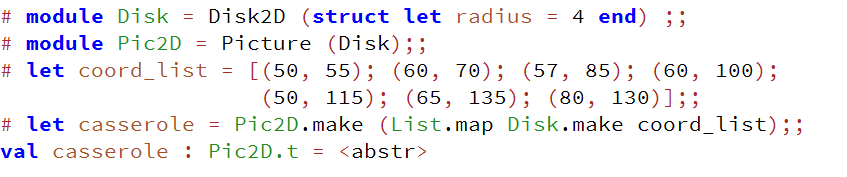 # module Disk = Disk2D (struct let radius = 4 end) ;;
# module Pic2D = Picture (Disk);;
# let coord_list = [(50, 55); (60, 70); (57, 85); (60, 100);
(50, 115); (65, 135); (80, 130)];;
# let casserole = Pic2D.make (List.map Disk.make coord_list);;
val casserole : Pic2D.t = <abstr>